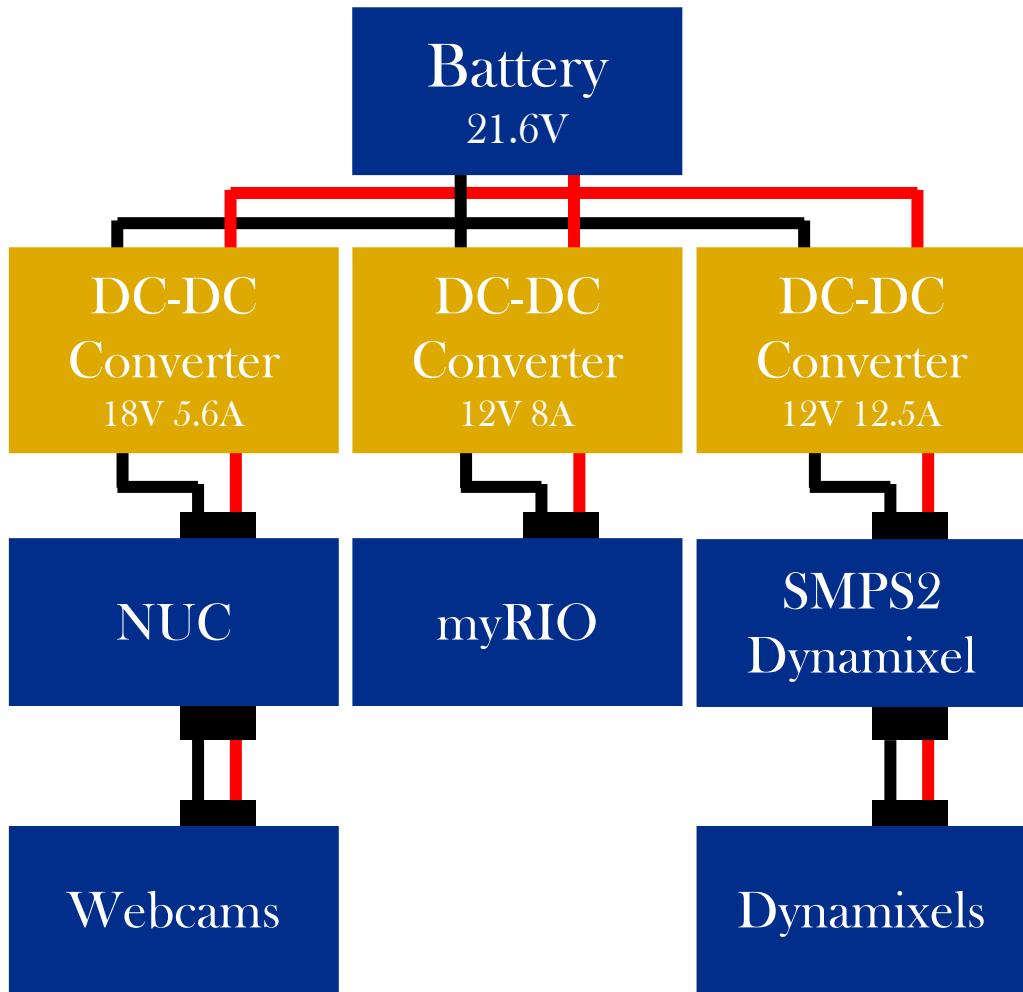 Battery
21.6V
DC-DC
Converter
18V 5.6A
DC-DC
Converter
12V 8A
DC-DC
Converter
12V 12.5A
NUC
myRIO
SMPS2
Dynamixel
Webcams
Dynamixels